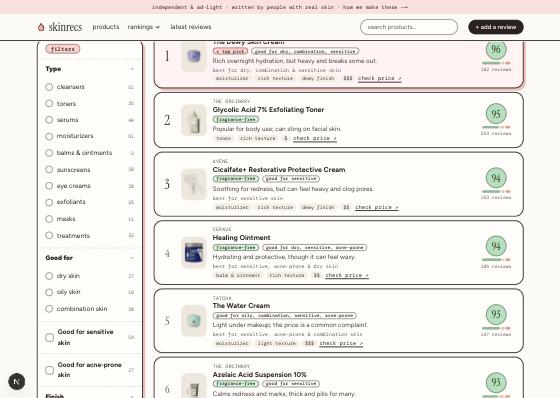 independent & ad-light · written by people with real skin · how we make these →
skinrecs
products
rankings
latest reviews
search products...
+ add a review
filters
Type
cleansers 51
toners 35
serums 46
moisturizers 51
balms & ointments 2
sunscreens 30
eye creams 20
exfoliants 25
masks 11
treatments 33
Good for
dry skin 27
oily skin 10
combination skin 20
Good for sensitive skin 54
Good for acne-prone skin 27
Finish
1
The Dewy Skin Cream
+ top pick
good for dry, combination, sensitive
Rich overnight hydration, but heavy and breaks some out.
best for dry, combination & sensitive skin
moisturizer rich texture dewy finish $$$ check price ↗
96
182 reviews
2
THE ORDINARY
Glycolic Acid 7% Exfoliating Toner
fragrance-free
Popular for body use; can sting on facial skin.
toner rich texture $ check price ↗
95
523 reviews
3
AVÈNE
Cicalfate+ Restorative Protective Cream
fragrance-free good for sensitive
Soothing for redness, but can feel heavy and clog pores.
best for sensitive skin
moisturizer rich texture dewy finish $$ check price ↗
94
153 reviews
4
CERAVE
Healing Ointment
fragrance-free good for dry, sensitive, acne-prone
Hydrating and protective, though it can feel waxy.
best for sensitive, acne-prone & dry skin
balm & ointment rich texture $$ check price ↗
94
reviews
5
TATCHA
The Water Cream
good for oily, combination, acne-prone
Light under makeup; the price is a common complaint.
best for sensitive, acne-prone & combination skin
moisturizer light texture $$$ check price ↗
93
147 reviews
6
THE ORDINARY
Azelaic Acid Suspension 10%
fragrance-free
Calms redness and marks; thick and pills for many.
93
N